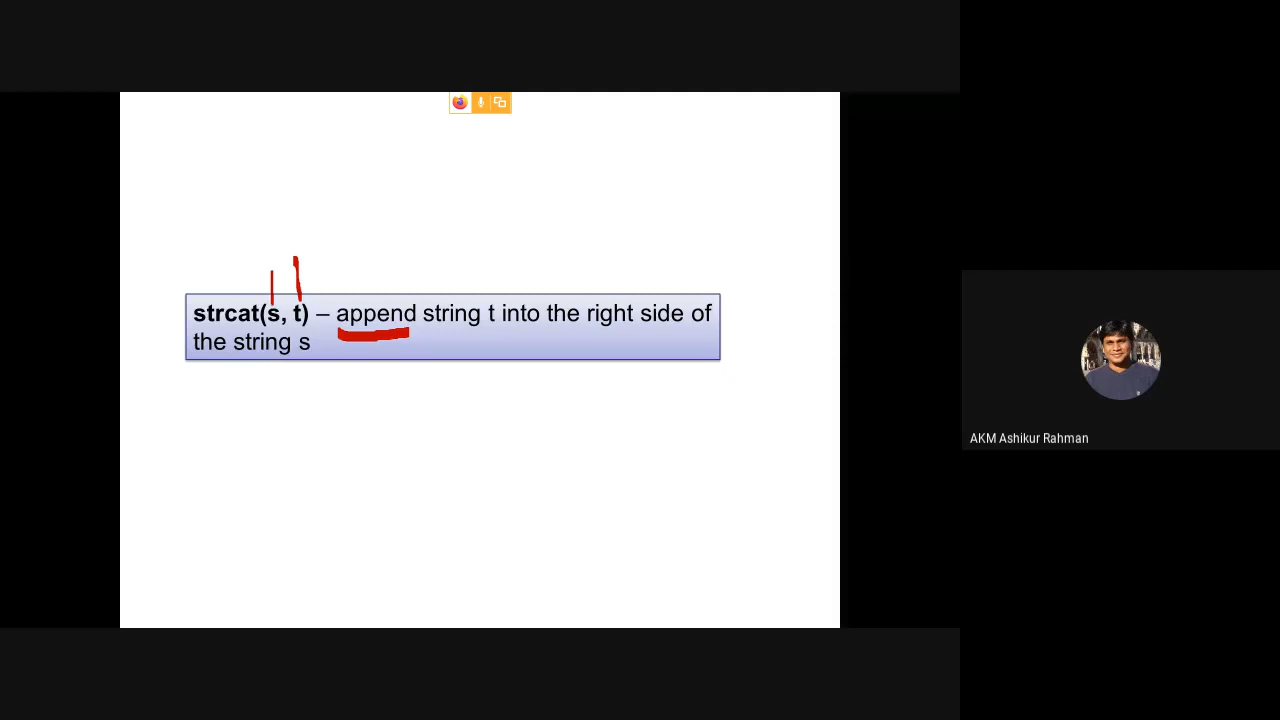 strcat(s, t) – append string t into the right side of
the string s
AKM Ashikur Rahman